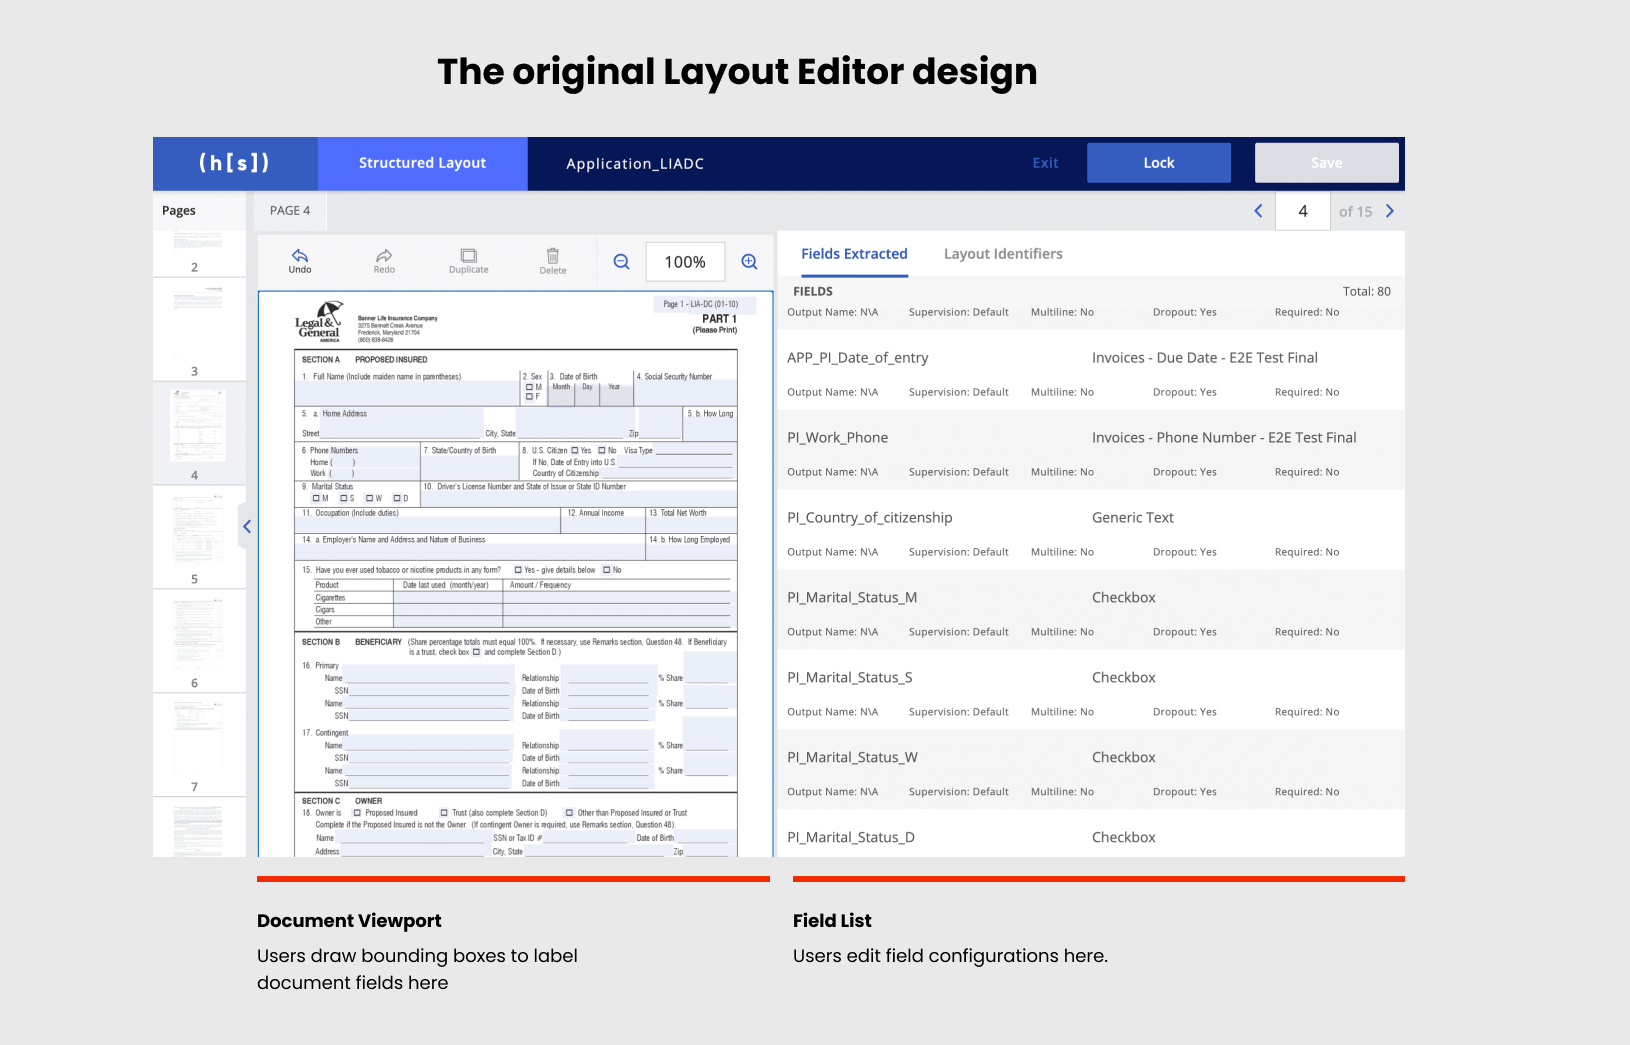 The original Layout Editor design
(h[s])
Structured Layout
Application_LIADC
Exit
Lock
Save
Pages
PAGE 4
4
of 15
2
3
4
5
6
7
Undo
Redo
Duplicate
Delete
100%
Legal &
General
AMERICA
Banner Life Insurance Company
3275 Bennett Creek Avenue
Frederick, Maryland 21704
(800) 638-8428
Page 1 - LIA-DC (01-10)
PART 1
(Please Print)
SECTION A PROPOSED INSURED
1. Full Name (Include maiden name in parentheses)
2. Sex
M
F
3. Date of Birth
Month Day Year
4. Social Security Number
5. a. Home Address
5. b. How Long
Street City, State Zip
6. Phone Numbers
Home ( )
Work ( )
7. State/Country of Birth
8. U.S. Citizen Yes No Visa Type
If No, Date of Entry into U.S.
Country of Citizenship
9. Marital Status
M S W D
10. Driver's License Number and State of Issue or State ID Number
11. Occupation (Include duties)
12. Annual Income
13. Total Net Worth
14. a. Employer's Name and Address and Nature of Business
14. b. How Long Employed
15. Have you ever used tobacco or nicotine products in any form? Yes - give details below No
Product Date last used (month/year) Amount / Frequency
Cigarettes
Cigars
Other
SECTION B BENEFICIARY (Share percentage totals must equal 100%. If necessary, use Remarks section, Question 48. If Beneficiary
is a trust, check box and complete Section D.)
16. Primary
Name Relationship % Share
SSN Date of Birth
Name Relationship % Share
SSN Date of Birth
17. Contingent
Name Relationship % Share
SSN Date of Birth
Name Relationship % Share
SSN Date of Birth
SECTION C OWNER
18. Owner is Proposed Insured Trust (also complete Section D) Other than Proposed Insured or Trust
Complete if the Proposed Insured is not the Owner. (If contingent Owner is required, use Remarks section, Question 48).
Name SSN or Tax ID # Date of Birth
Address City, State Zip
Fields Extracted
Layout Identifiers
FIELDS Total: 80
Output Name: N\A Supervision: Default Multiline: No Dropout: Yes Required: No
APP_PI_Date_of_entry Invoices - Due Date - E2E Test Final
Output Name: N\A Supervision: Default Multiline: No Dropout: Yes Required: No
PI_Work_Phone Invoices - Phone Number - E2E Test Final
Output Name: N\A Supervision: Default Multiline: No Dropout: Yes Required: No
PI_Country_of_citizenship Generic Text
Output Name: N\A Supervision: Default Multiline: No Dropout: Yes Required: No
PI_Marital_Status_M Checkbox
Output Name: N\A Supervision: Default Multiline: No Dropout: Yes Required: No
PI_Marital_Status_S Checkbox
Output Name: N\A Supervision: Default Multiline: No Dropout: Yes Required: No
PI_Marital_Status_W Checkbox
Output Name: N\A Supervision: Default Multiline: No Dropout: Yes Required: No
PI_Marital_Status_D Checkbox
Document Viewport
Users draw bounding boxes to label
document fields here
Field List
Users edit field configurations here.